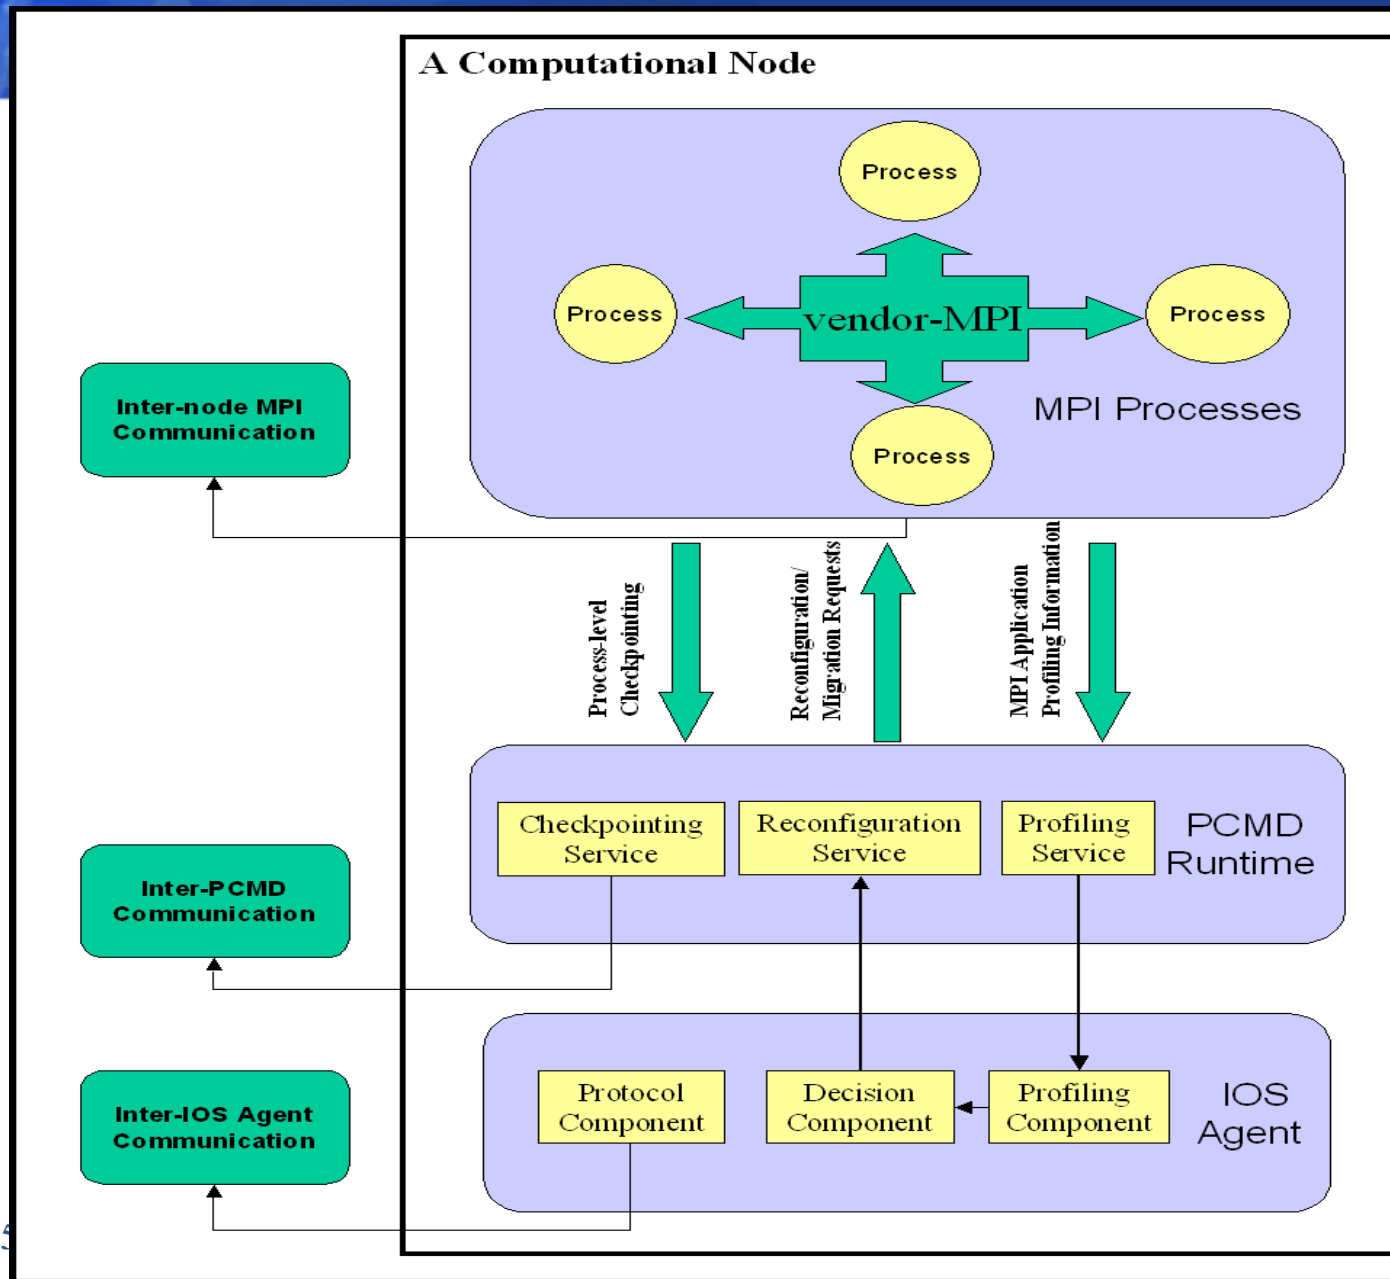 A Computational Node
Process
Process
vendor-MPI
Process
MPI Processes
Process
Inter-node MPI
Communication
Process-level
Checkpointing
Reconfiguration/
Migration Requests
MPI Application
Profiling Information
Checkpointing
Service
Reconfiguration
Service
Profiling
Service
PCMD
Runtime
Inter-PCMD
Communication
Protocol
Component
Decision
Component
Profiling
Component
IOS
Agent
Inter-IOS Agent
Communication